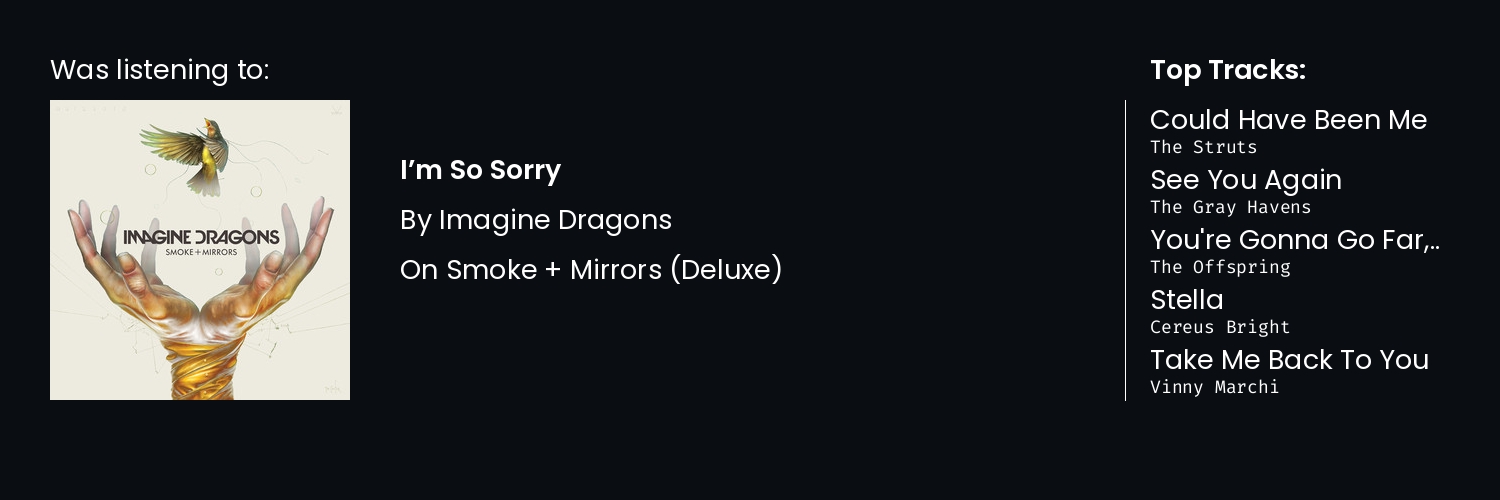 Was listening to:
IMAGINE DRAGONS
SMOKE+MIRRORS
I’m So Sorry
By Imagine Dragons
On Smoke + Mirrors (Deluxe)
Top Tracks:
Could Have Been Me
The Struts
See You Again
The Gray Havens
You're Gonna Go Far,..
The Offspring
Stella
Cereus Bright
Take Me Back To You
Vinny Marchi